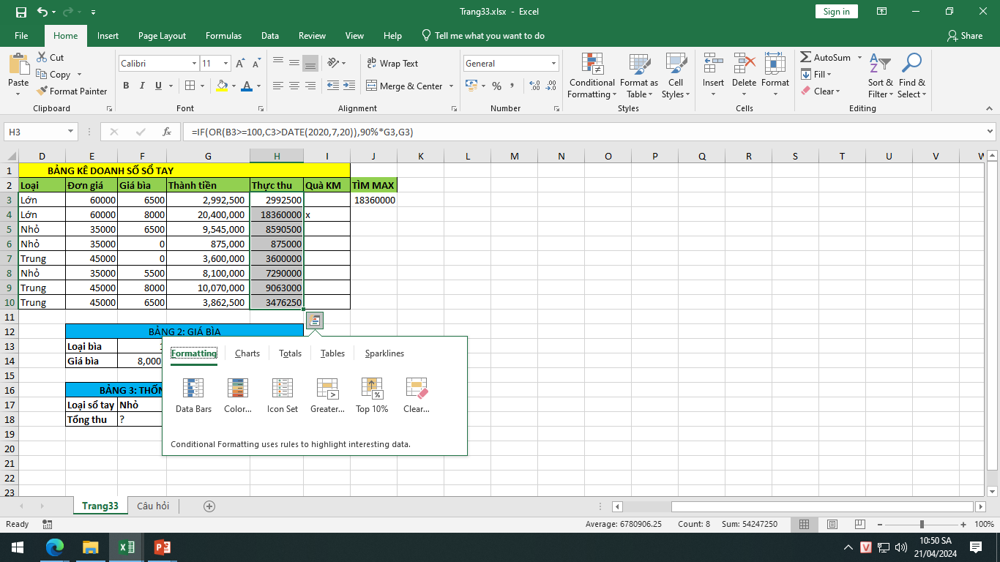 Trang33.xlsx - Excel
Sign in
File Home Insert Page Layout Formulas Data Review View Help Tell me what you want to do Share
Paste Cut Copy Format Painter Clipboard
Calibri 11 B I U A A A Font
Wrap Text Merge & Center Alignment
General % , Number
Conditional Formatting Format as Table Cell Styles Styles
Insert Delete Format Cells
AutoSum Fill Clear Sort & Filter Find & Select Editing
H3 fx =IF(OR(B3>=100,C3>DATE(2020,7,20)),90%*G3,G3)
D E F G H I J K L M N O P Q R S T U V W
1 BẢNG KÊ DOANH SỐ SỔ TAY
2 Loại Đơn giá Giá bìa Thành tiền Thực thu Quà KM TÌM MAX
3 Lớn 60000 6500 2,992,500 2992500 18360000
4 Lớn 60000 8000 20,400,000 18360000 x
5 Nhỏ 35000 6500 9,545,000 8590500
6 Nhỏ 35000 0 875,000 875000
7 Trung 45000 0 3,600,000 3600000
8 Nhỏ 35000 5500 8,100,000 7290000
9 Trung 45000 8000 10,070,000 9063000
10 Trung 45000 6500 3,862,500 3476250
11
12 BẢNG 2: GIÁ BÌA
13 Loại bìa
14 Giá bìa 8,000
15
16 BẢNG 3: THỐN
17 Loại sổ tay Nhỏ
18 Tổng thu ?
19
20
21
22
23
Formatting Charts Totals Tables Sparklines
Data Bars Color... Icon Set Greater... Top 10% Clear...
Conditional Formatting uses rules to highlight interesting data.
Trang33 Câu hỏi
Ready Average: 6780906.25 Count: 8 Sum: 54247250 100%
10:50 SA
21/04/2024